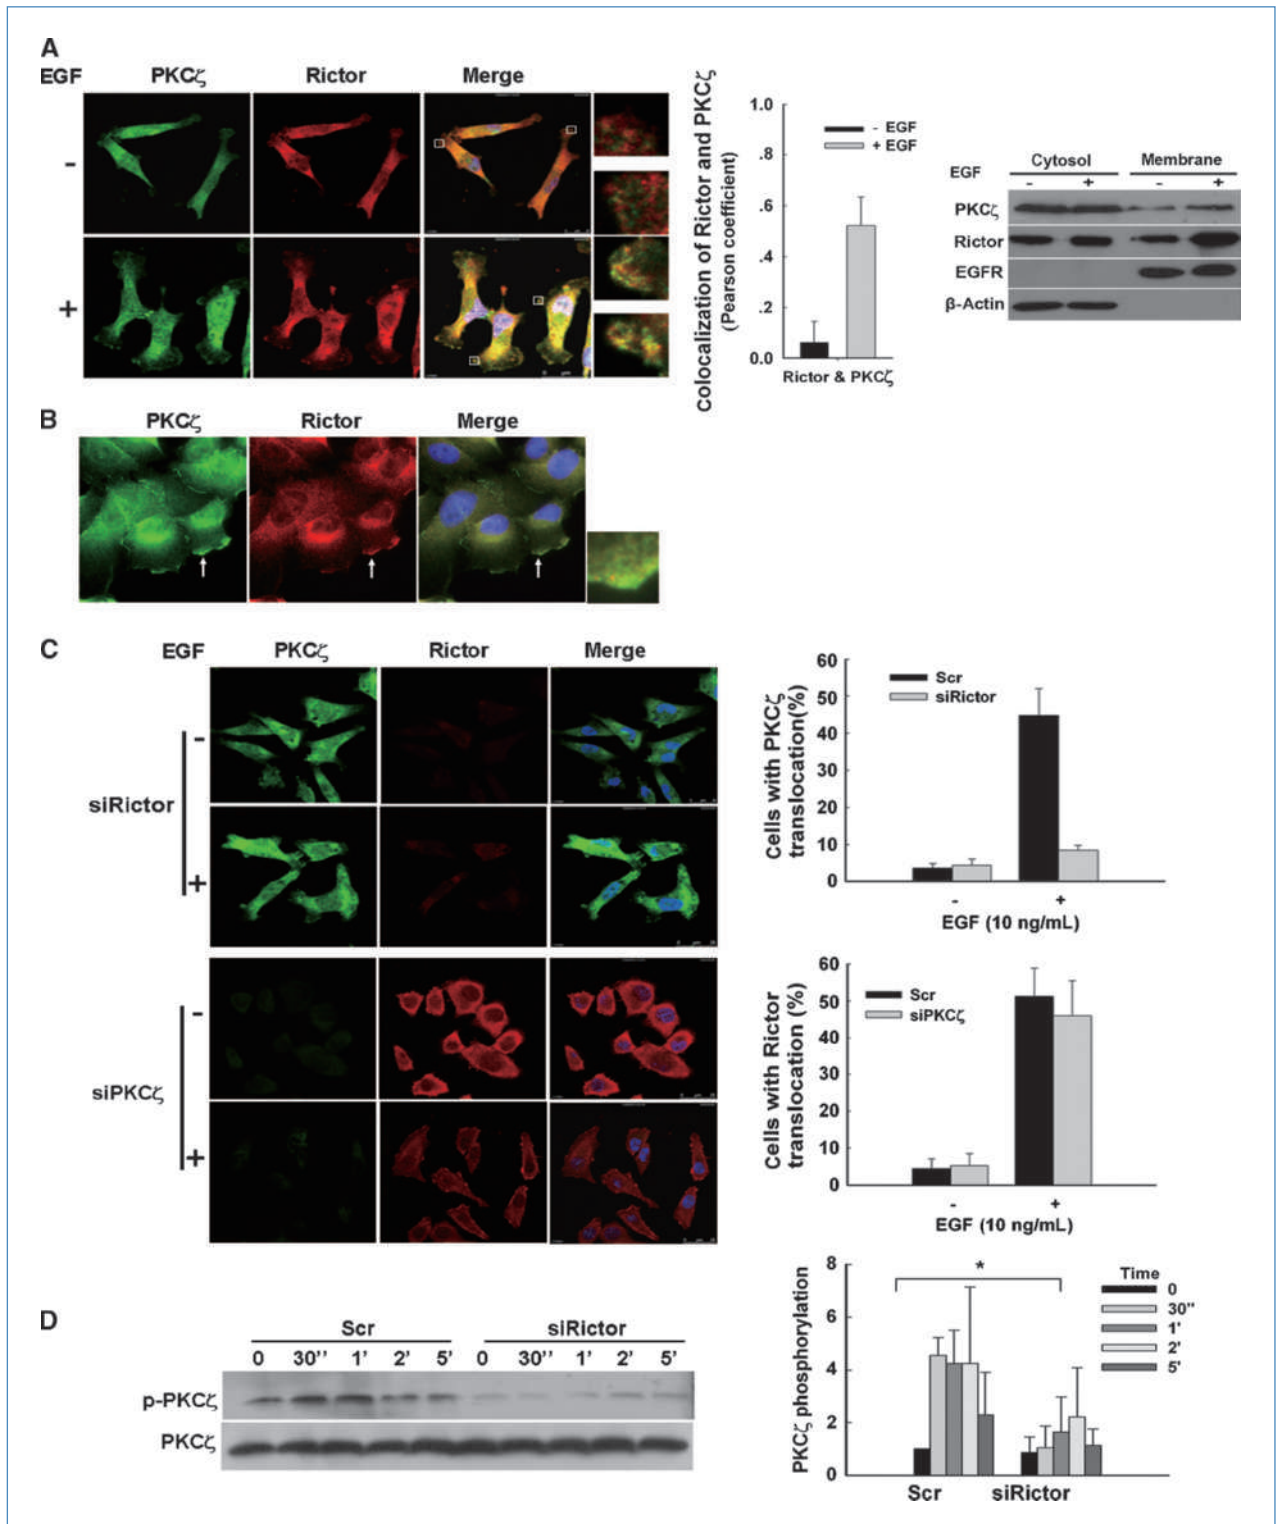 A
EGF PKCζ Rictor Merge
-
+
Colocalization of Rictor and PKCζ
(Pearson coefficient)
1.0
.8
.6
.4
.2
0.0
- EGF
+ EGF
Rictor & PKCζ
Cytosol Membrane
EGF - + - +
PKCζ
Rictor
EGFR
β-Actin
B
PKCζ Rictor Merge
C
EGF PKCζ Rictor Merge
siRictor
-
+
siPKCζ
-
+
Cells with PKCζ
translocation(%)
60
50
40
30
20
10
0
Scr
siRictor
- +
EGF (10 ng/mL)
Cells with Rictor
translocation (%)
60
50
40
30
20
10
0
Scr
siPKCζ
- +
EGF (10 ng/mL)
D
Scr siRictor
0 30'' 1' 2' 5' 0 30'' 1' 2' 5'
p-PKCζ
PKCζ
PKCζ phosphorylation
8
6
4
2
0
*
Time
0
30"
1'
2'
5'
Scr siRictor